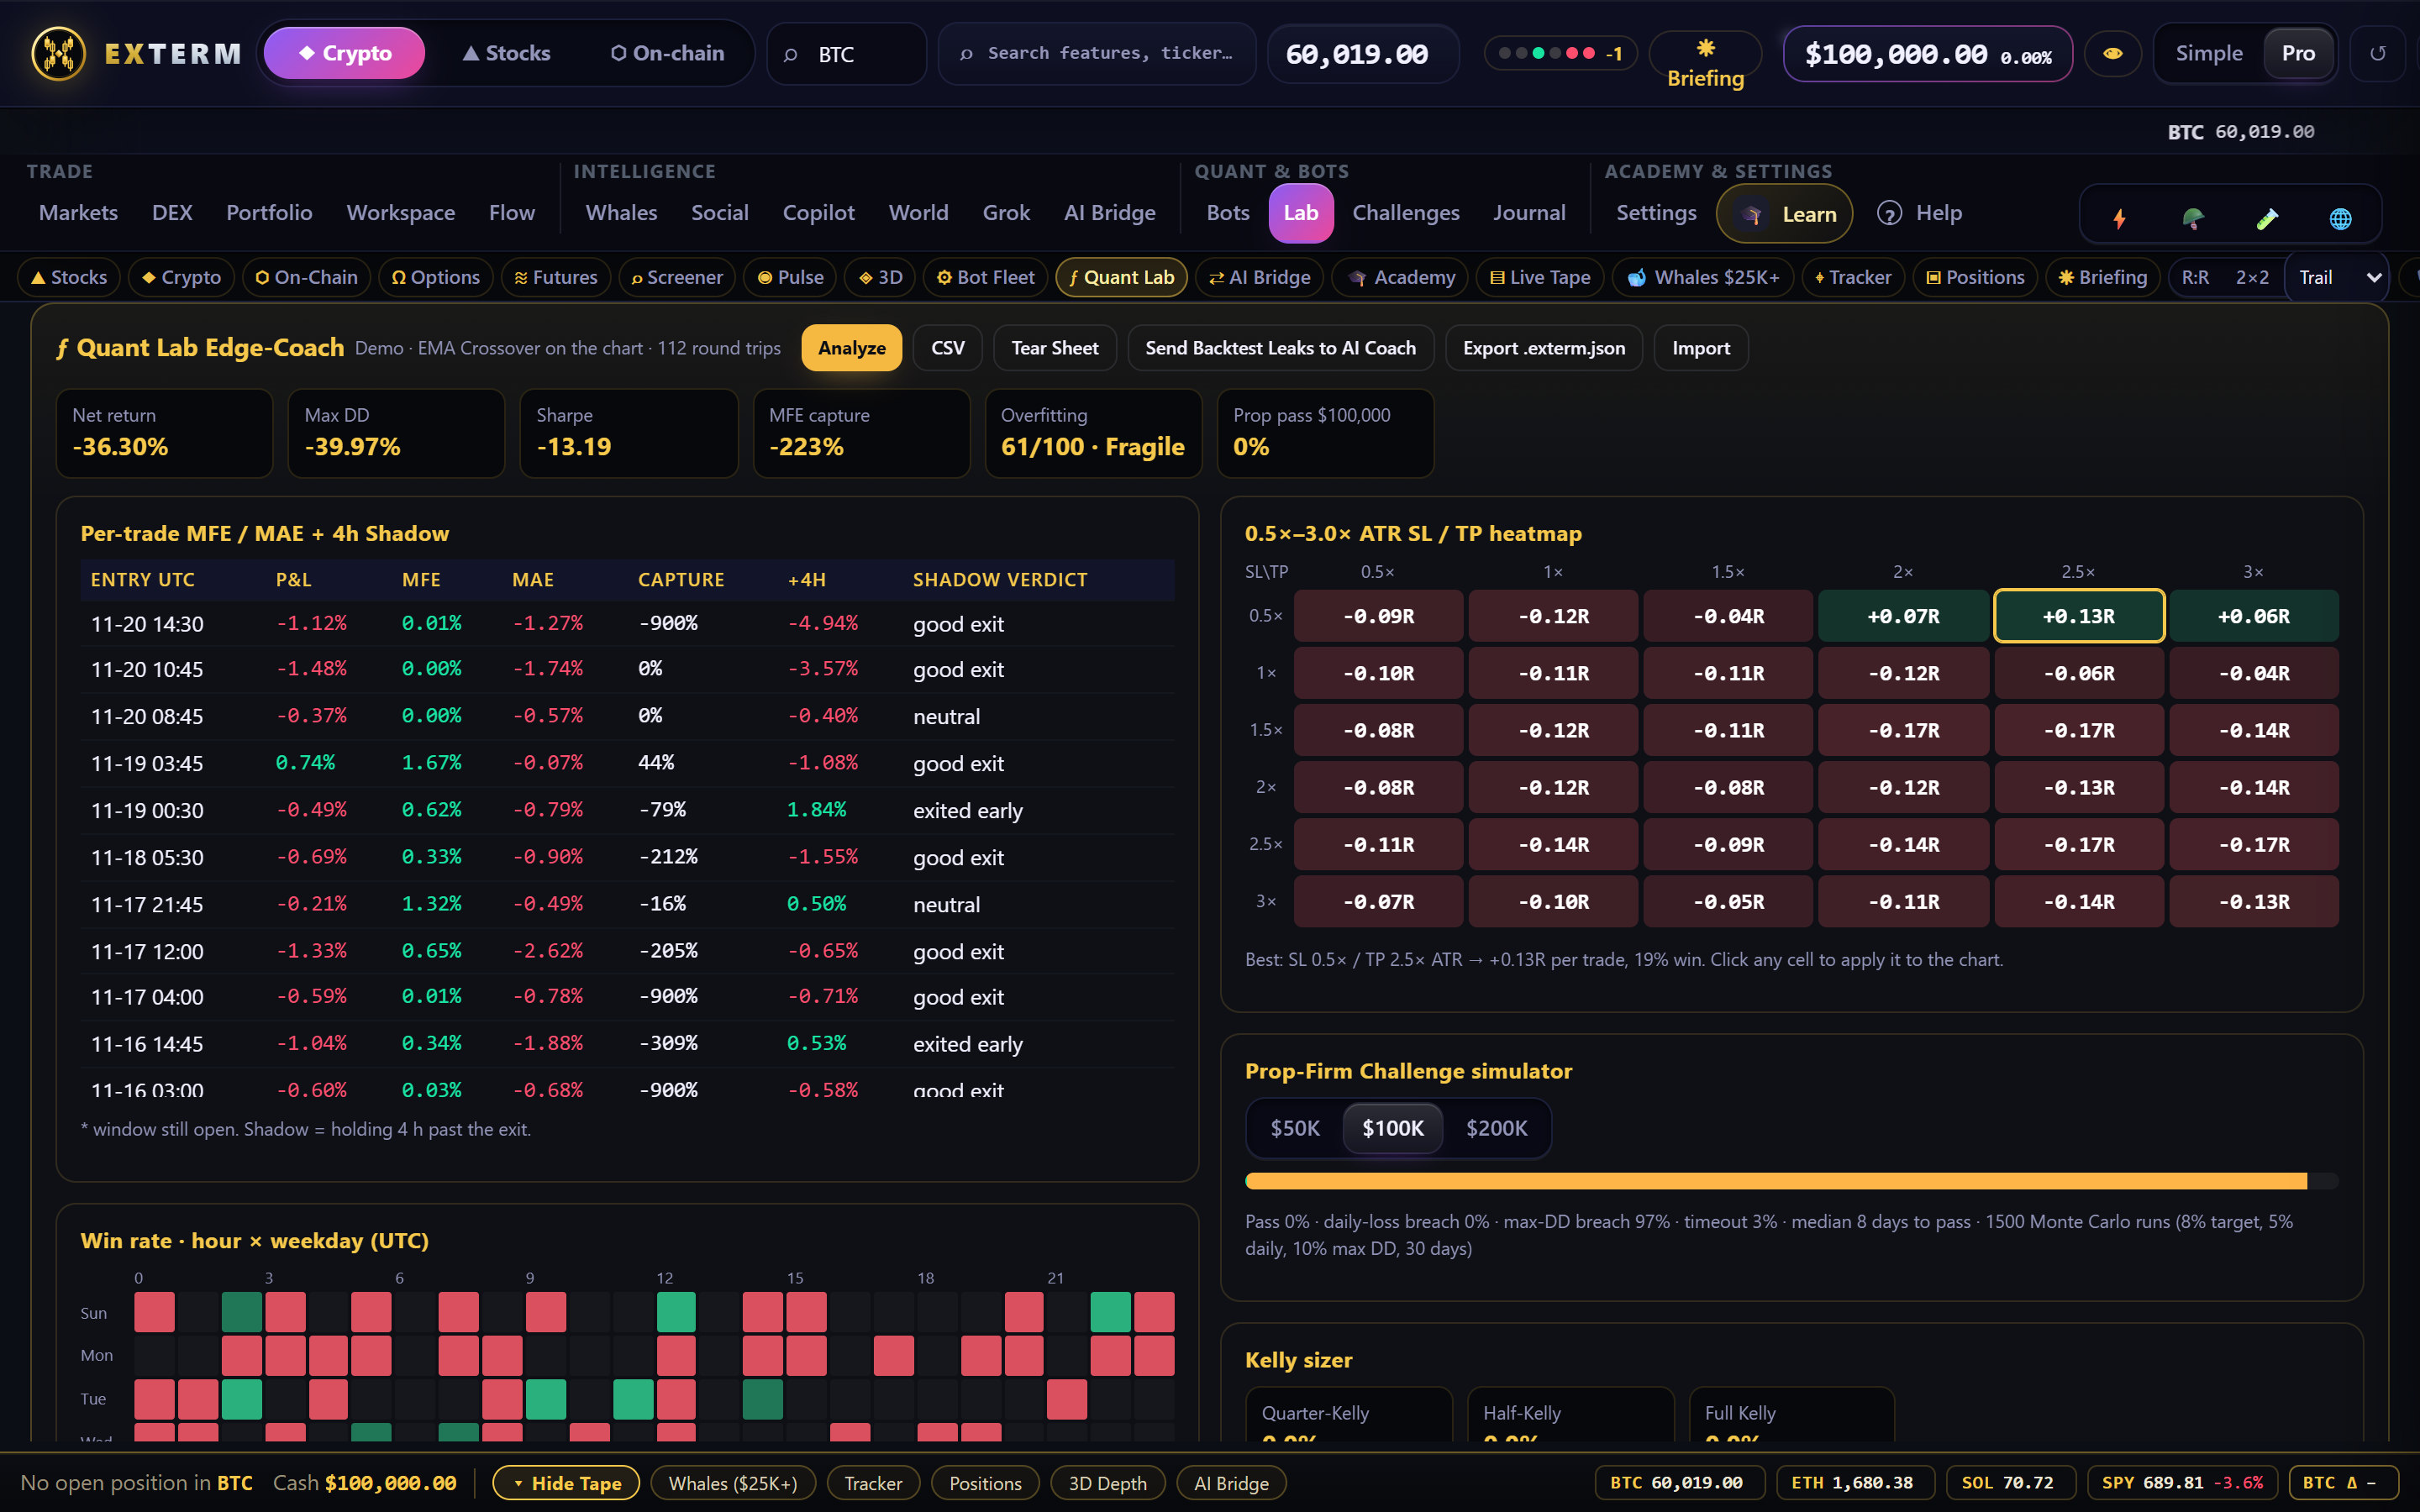 EXTERM Crypto Stocks On-chain BTC Search features, ticker… 60,019.00 -1 Briefing $100,000.00 0.00% Simple Pro
BTC 60,019.00
TRADE INTELLIGENCE QUANT & BOTS ACADEMY & SETTINGS
Markets DEX Portfolio Workspace Flow Whales Social Copilot World Grok AI Bridge Bots Lab Challenges Journal Settings Learn ? Help
Stocks Crypto On-Chain Ω Options Futures Screener Pulse 3D Bot Fleet ƒ Quant Lab AI Bridge Academy Live Tape Whales $25K+ Tracker Positions Briefing R:R 2×2 Trail
ƒ Quant Lab Edge-Coach Demo · EMA Crossover on the chart · 112 round trips Analyze CSV Tear Sheet Send Backtest Leaks to AI Coach Export .exterm.json Import
Net return Max DD Sharpe MFE capture Overfitting Prop pass $100,000
-36.30% -39.97% -13.19 -223% 61/100 · Fragile 0%
Per-trade MFE / MAE + 4h Shadow
ENTRY UTC P&L MFE MAE CAPTURE +4H SHADOW VERDICT
11-20 14:30 -1.12% 0.01% -1.27% -900% -4.94% good exit
11-20 10:45 -1.48% 0.00% -1.74% 0% -3.57% good exit
11-20 08:45 -0.37% 0.00% -0.57% 0% -0.40% neutral
11-19 03:45 0.74% 1.67% -0.07% 44% -1.08% good exit
11-19 00:30 -0.49% 0.62% -0.79% -79% 1.84% exited early
11-18 05:30 -0.69% 0.33% -0.90% -212% -1.55% good exit
11-17 21:45 -0.21% 1.32% -0.49% -16% 0.50% neutral
11-17 12:00 -1.33% 0.65% -2.62% -205% -0.65% good exit
11-17 04:00 -0.59% 0.01% -0.78% -900% -0.71% good exit
11-16 14:45 -1.04% 0.34% -1.88% -309% 0.53% exited early
11-16 03:00 -0.60% 0.03% -0.68% -900% -0.58% good exit
* window still open. Shadow = holding 4 h past the exit.
Win rate · hour × weekday (UTC)
0 3 6 9 12 15 18 21
Sun
Mon
Tue
Wed
0.5×–3.0× ATR SL / TP heatmap
SL\TP 0.5× 1× 1.5× 2× 2.5× 3×
0.5× -0.09R -0.12R -0.04R +0.07R +0.13R +0.06R
1× -0.10R -0.11R -0.11R -0.12R -0.06R -0.04R
1.5× -0.08R -0.12R -0.11R -0.17R -0.17R -0.14R
2× -0.08R -0.12R -0.08R -0.12R -0.13R -0.14R
2.5× -0.11R -0.14R -0.09R -0.14R -0.17R -0.17R
3× -0.07R -0.10R -0.05R -0.11R -0.14R -0.13R
Best: SL 0.5× / TP 2.5× ATR → +0.13R per trade, 19% win. Click any cell to apply it to the chart.
Prop-Firm Challenge simulator
$50K $100K $200K
Pass 0% · daily-loss breach 0% · max-DD breach 97% · timeout 3% · median 8 days to pass · 1500 Monte Carlo runs (8% target, 5%
daily, 10% max DD, 30 days)
Kelly sizer
Quarter-Kelly Half-Kelly Full Kelly
0.0% 0.0% 0.0%
No open position in BTC Cash $100,000.00 Hide Tape Whales ($25K+) Tracker Positions 3D Depth AI Bridge BTC 60,019.00 ETH 1,680.38 SOL 70.72 SPY 689.81 -3.6% BTC Δ –